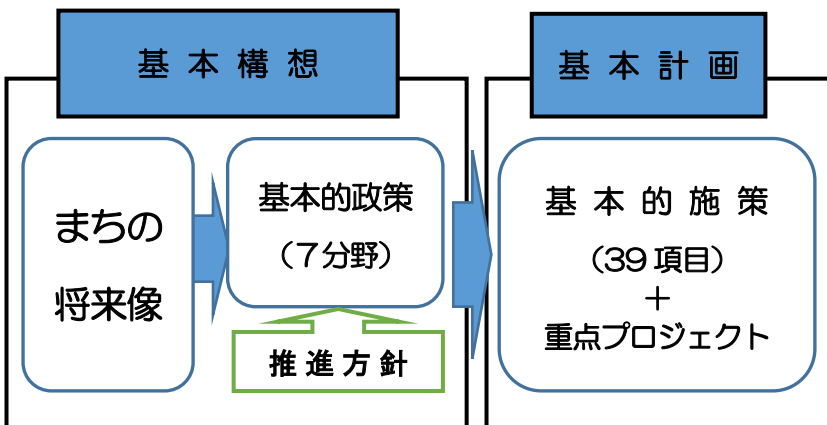 基本構想
まちの
将来像
基本的政策
（７分野）
推進方針
基本計画
基本的施策
（39項目）
＋
重点プロジェクト